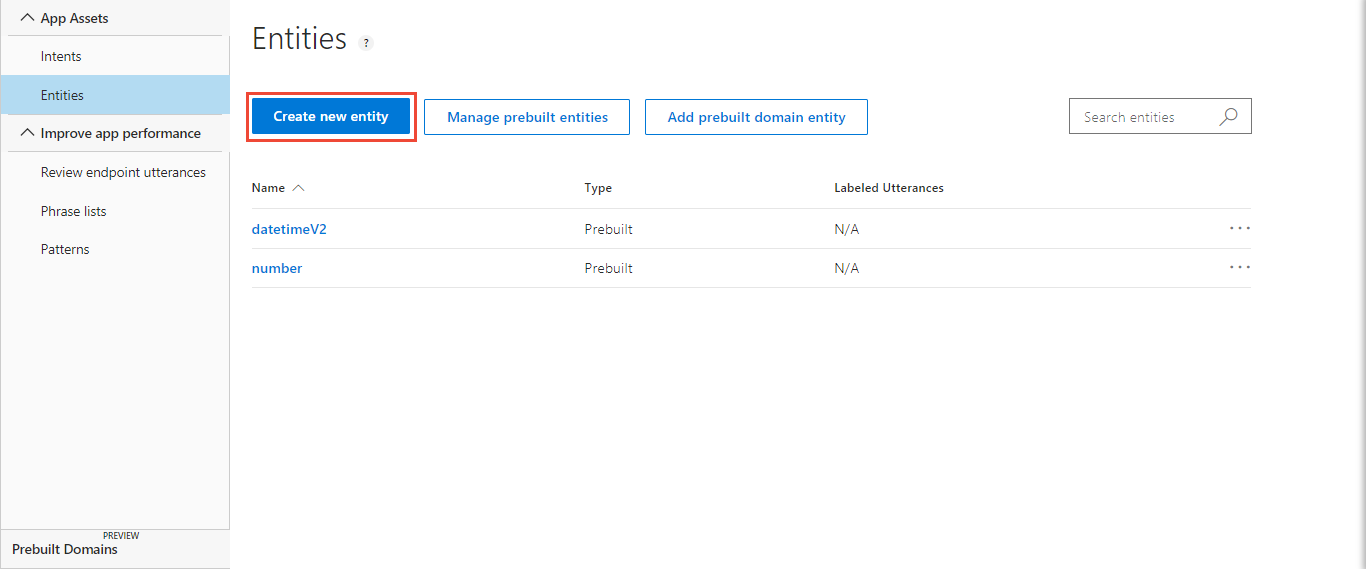 App Assets
Intents
Entities
Improve app performance
Review endpoint utterances
Phrase lists
Patterns
PREVIEW
Prebuilt Domains
Entities ?
Create new entity Manage prebuilt entities Add prebuilt domain entity Search entities
Name Type Labeled Utterances
datetimeV2 Prebuilt N/A ...
number Prebuilt N/A ...